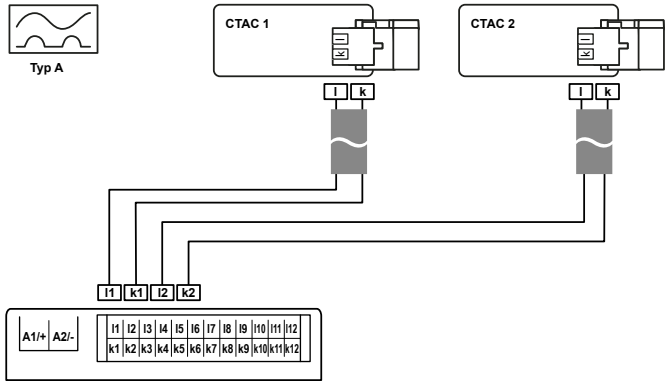 CTAC 1
k l
CTAC 2
k l
Typ A
l k
l k
l1 k1 l2 k2
A1/+ A2/-
l1 l2 l3 l4 l5 l6 l7 l8 l9 l10 l11 l12
k1 k2 k3 k4 k5 k6 k7 k8 k9 k10 k11 k12